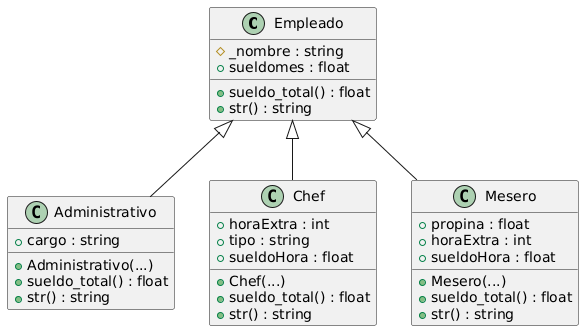 C Empleado
_nombre : string
sueldomes : float
sueldo_total() : float
str() : string
C Administrativo
cargo : string
Administrativo(...)
sueldo_total() : float
str() : string
C Chef
horaExtra : int
tipo : string
sueldoHora : float
Chef(...)
sueldo_total() : float
str() : string
C Mesero
propina : float
horaExtra : int
sueldoHora : float
Mesero(...)
sueldo_total() : float
str() : string